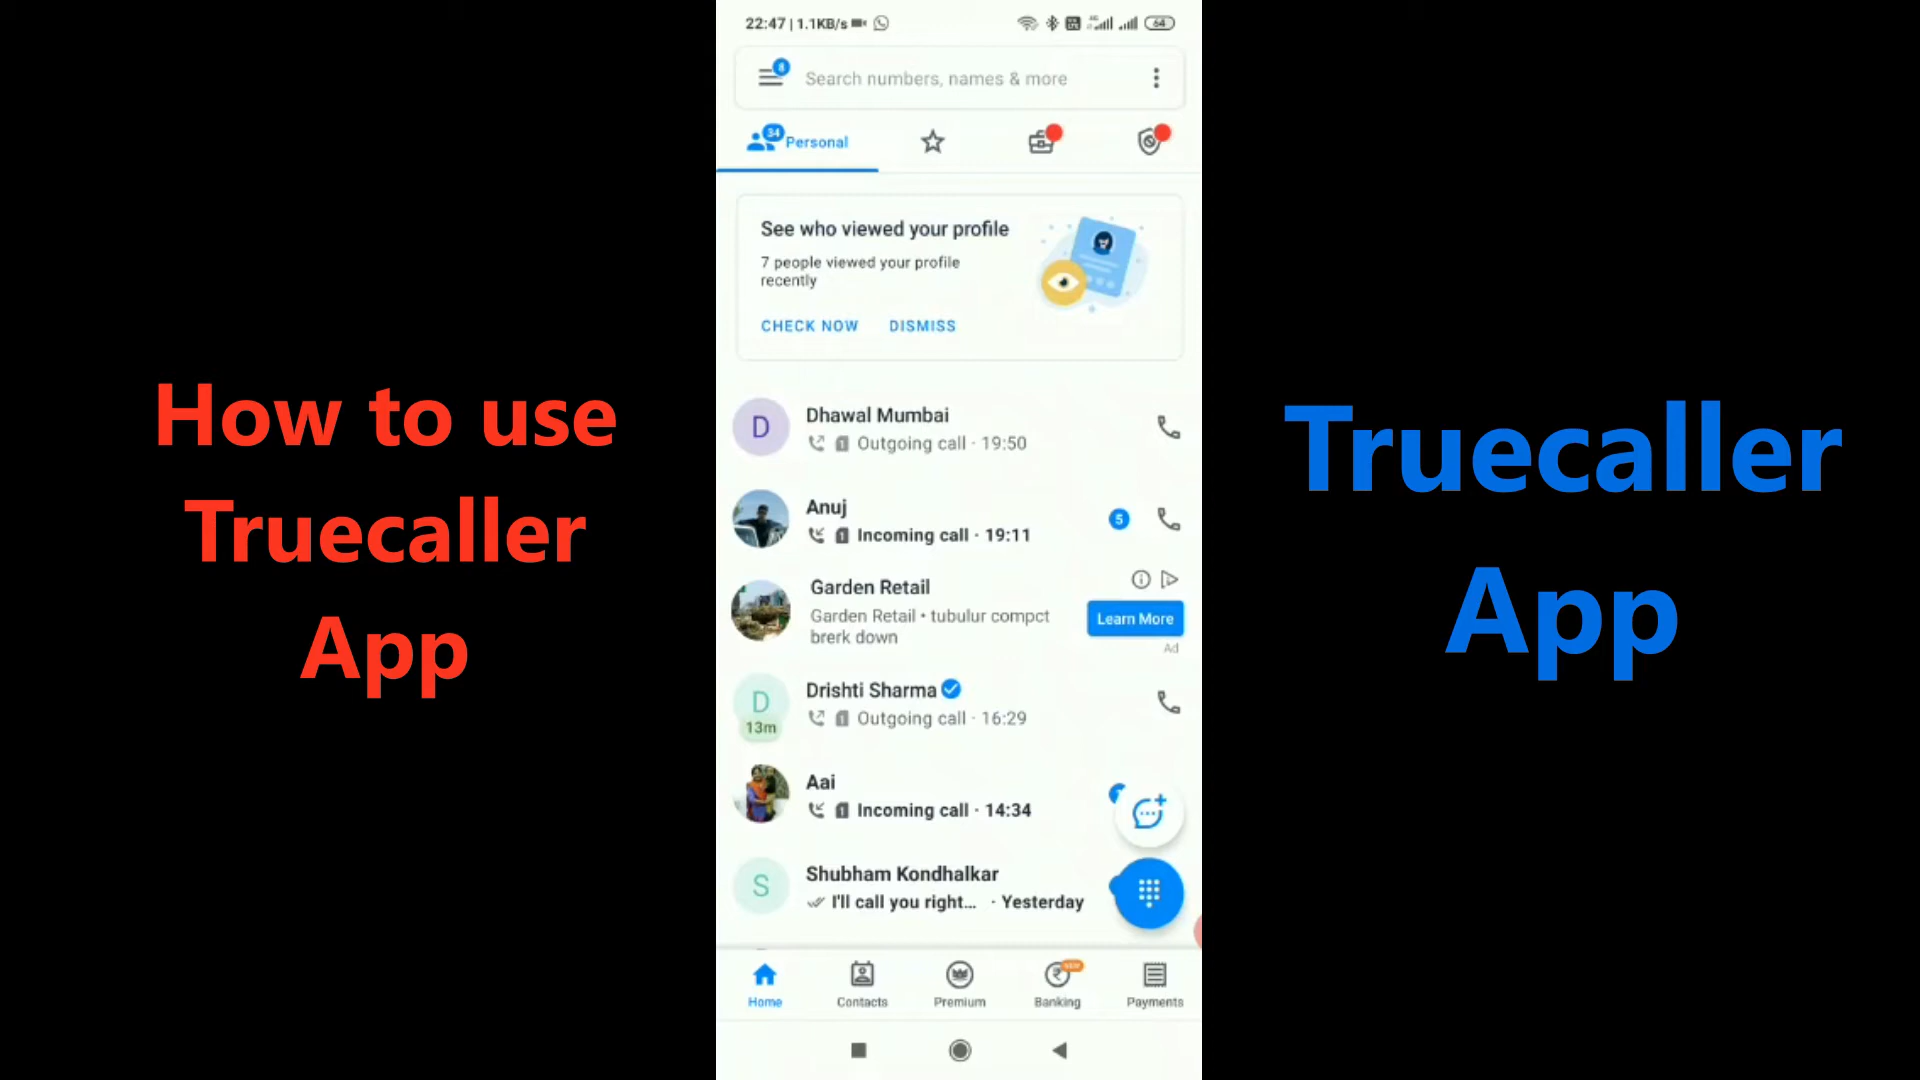 22:47 | 1.1KB/s
64
8
Search numbers, names & more
34
Personal
See who viewed your profile
7 people viewed your profile
recently
CHECK NOW DISMISS
D
Dhawal Mumbai
Outgoing call · 19:50
Anuj
Incoming call · 19:11
5
Garden Retail
Garden Retail • tubulur compct
brerk down
Learn More
Ad
D
13m
Drishti Sharma
Outgoing call · 16:29
Aai
Incoming call · 14:34
S
Shubham Kondhalkar
I'll call you right... · Yesterday
Home
Contacts
Premium
Banking
Payments
How to use
Truecaller
App
Truecaller
App